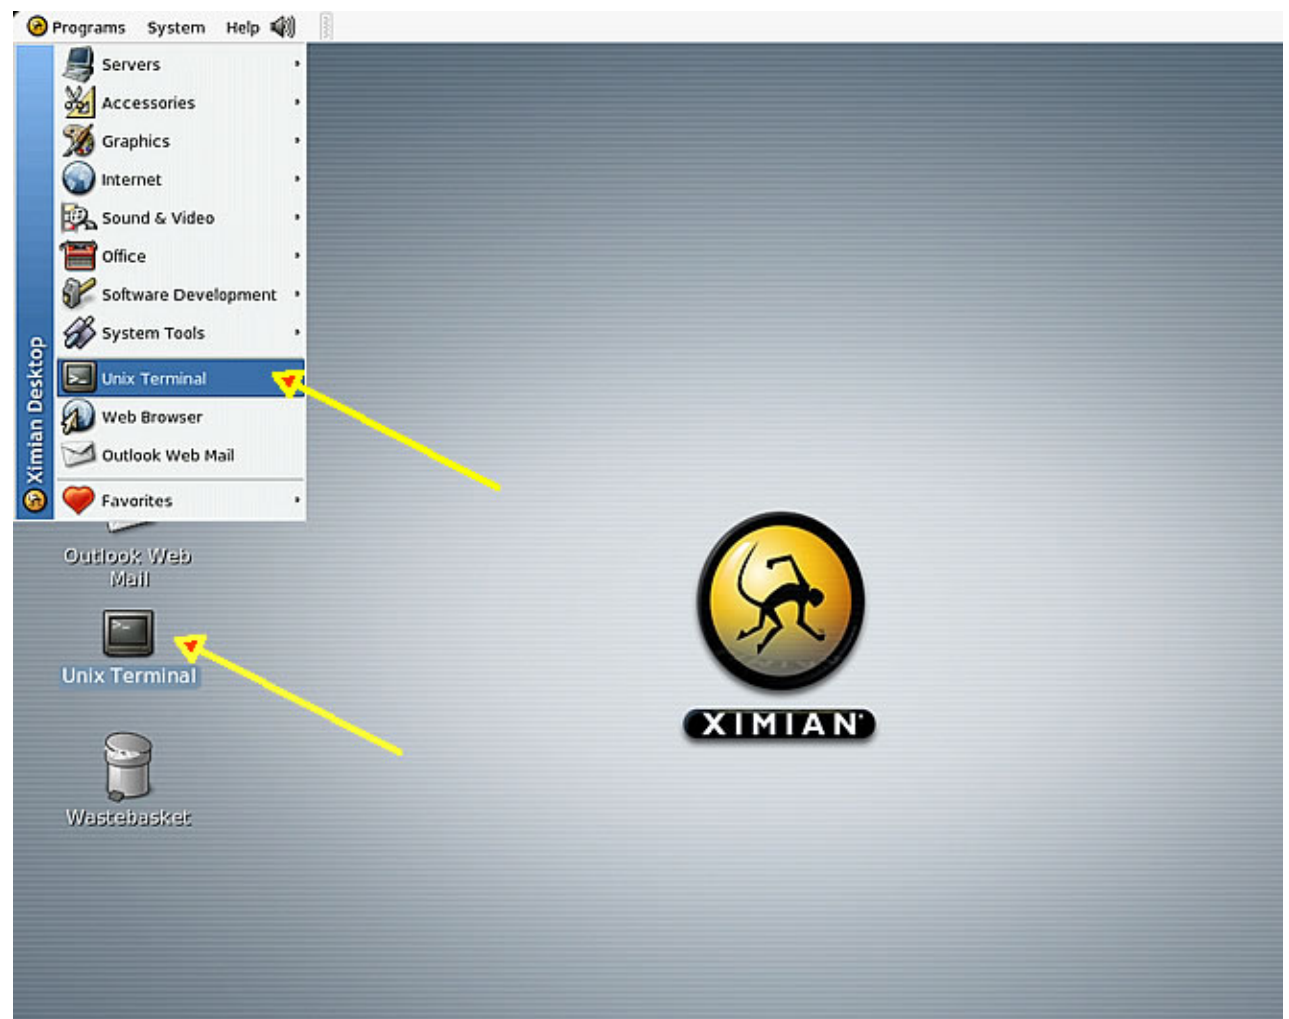 Programs System Help
Servers
Accessories
Graphics
Internet
Sound & Video
Office
Software Development
System Tools
Unix Terminal
Web Browser
Outlook Web Mail
Favorites
Ximian Desktop
Outlook Web
Mail
>_
Unix Terminal
Wastebasket
XIMIAN